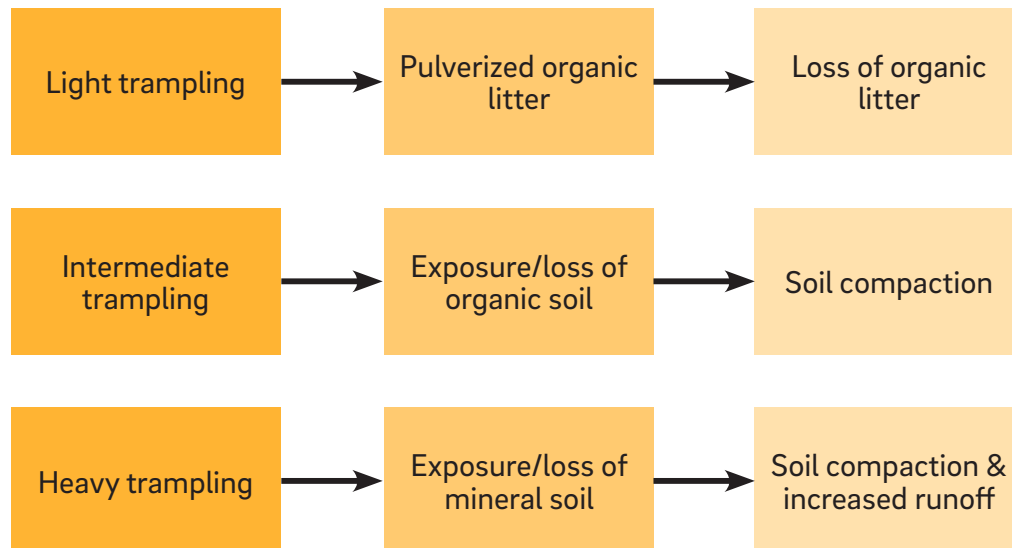 Light trampling
Pulverized organic
litter
Loss of organic
litter
Intermediate
trampling
Exposure/loss of
organic soil
Soil compaction
Heavy trampling
Exposure/loss of
mineral soil
Soil compaction &
increased runoff